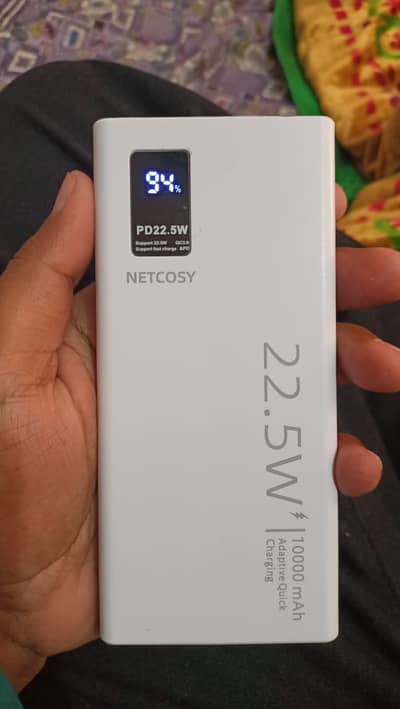 94%
PD22.5W
Support 22.5W QC3.0
Support fast charge &PD
NETCOSY
22.5W
10000 mAh
Adaptive Quick
Charging